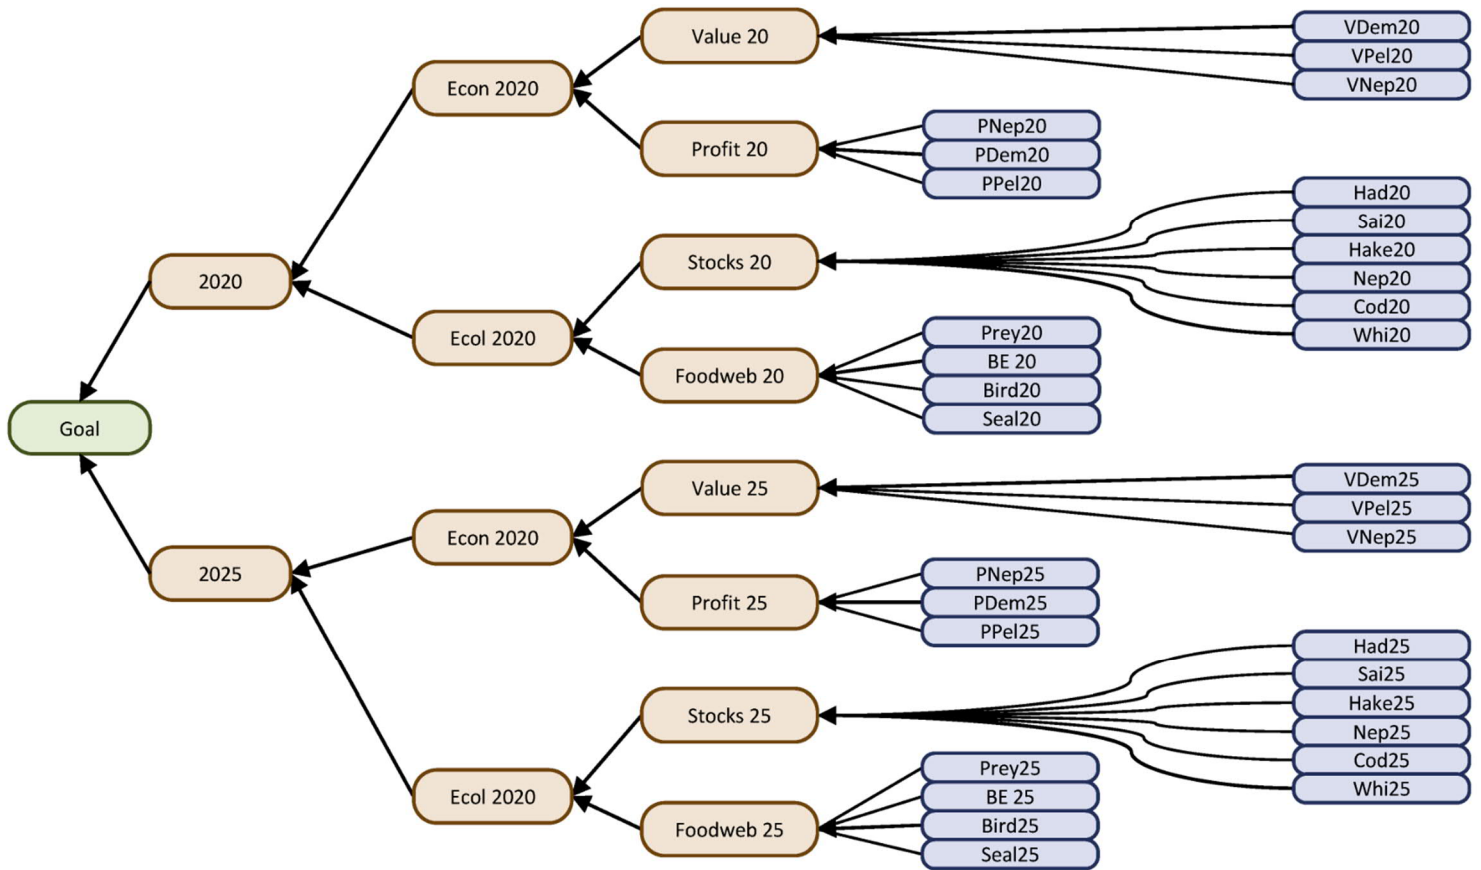 Value 20
VDem20
VPel20
VNep20
Econ 2020
Profit 20
PNep20
PDem20
PPel20
2020
Ecol 2020
Stocks 20
Had20
Sai20
Hake20
Nep20
Cod20
Whi20
Foodweb 20
Prey20
BE 20
Bird20
Seal20
Goal
Value 25
VDem25
VPel25
VNep25
Econ 2020
2025
Profit 25
PNep25
PDem25
PPel25
Stocks 25
Had25
Sai25
Hake25
Nep25
Cod25
Whi25
Ecol 2020
Foodweb 25
Prey25
BE 25
Bird25
Seal25